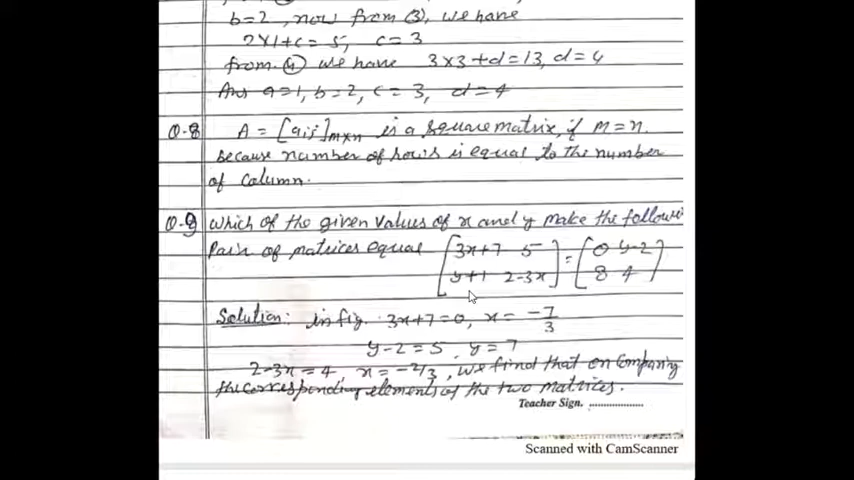 b=2, now from (3), we have
2×1+c=5, c=3
from (4) we have 3×3+d=13, d=4
Ans a=1, b=2, c=3, d=4
Q-8 A = [aij]m×n is a square matrix, if m=n.
because number of rows is equal to the number
of Column.
Q-9 which of the given values of x and y make the followi
Pair of matrices equal [3x+7 5] = [0 y-2]
[y+1 2-3x] [8 4]
Solution: in fig. 3x+7=0, x = -7/3
y-2=5, y=7
2-3x=4, x=-2/3, we find that on Comparing
the corresponding elements of the two matrices.
Teacher Sign. ..................
Scanned with CamScanner